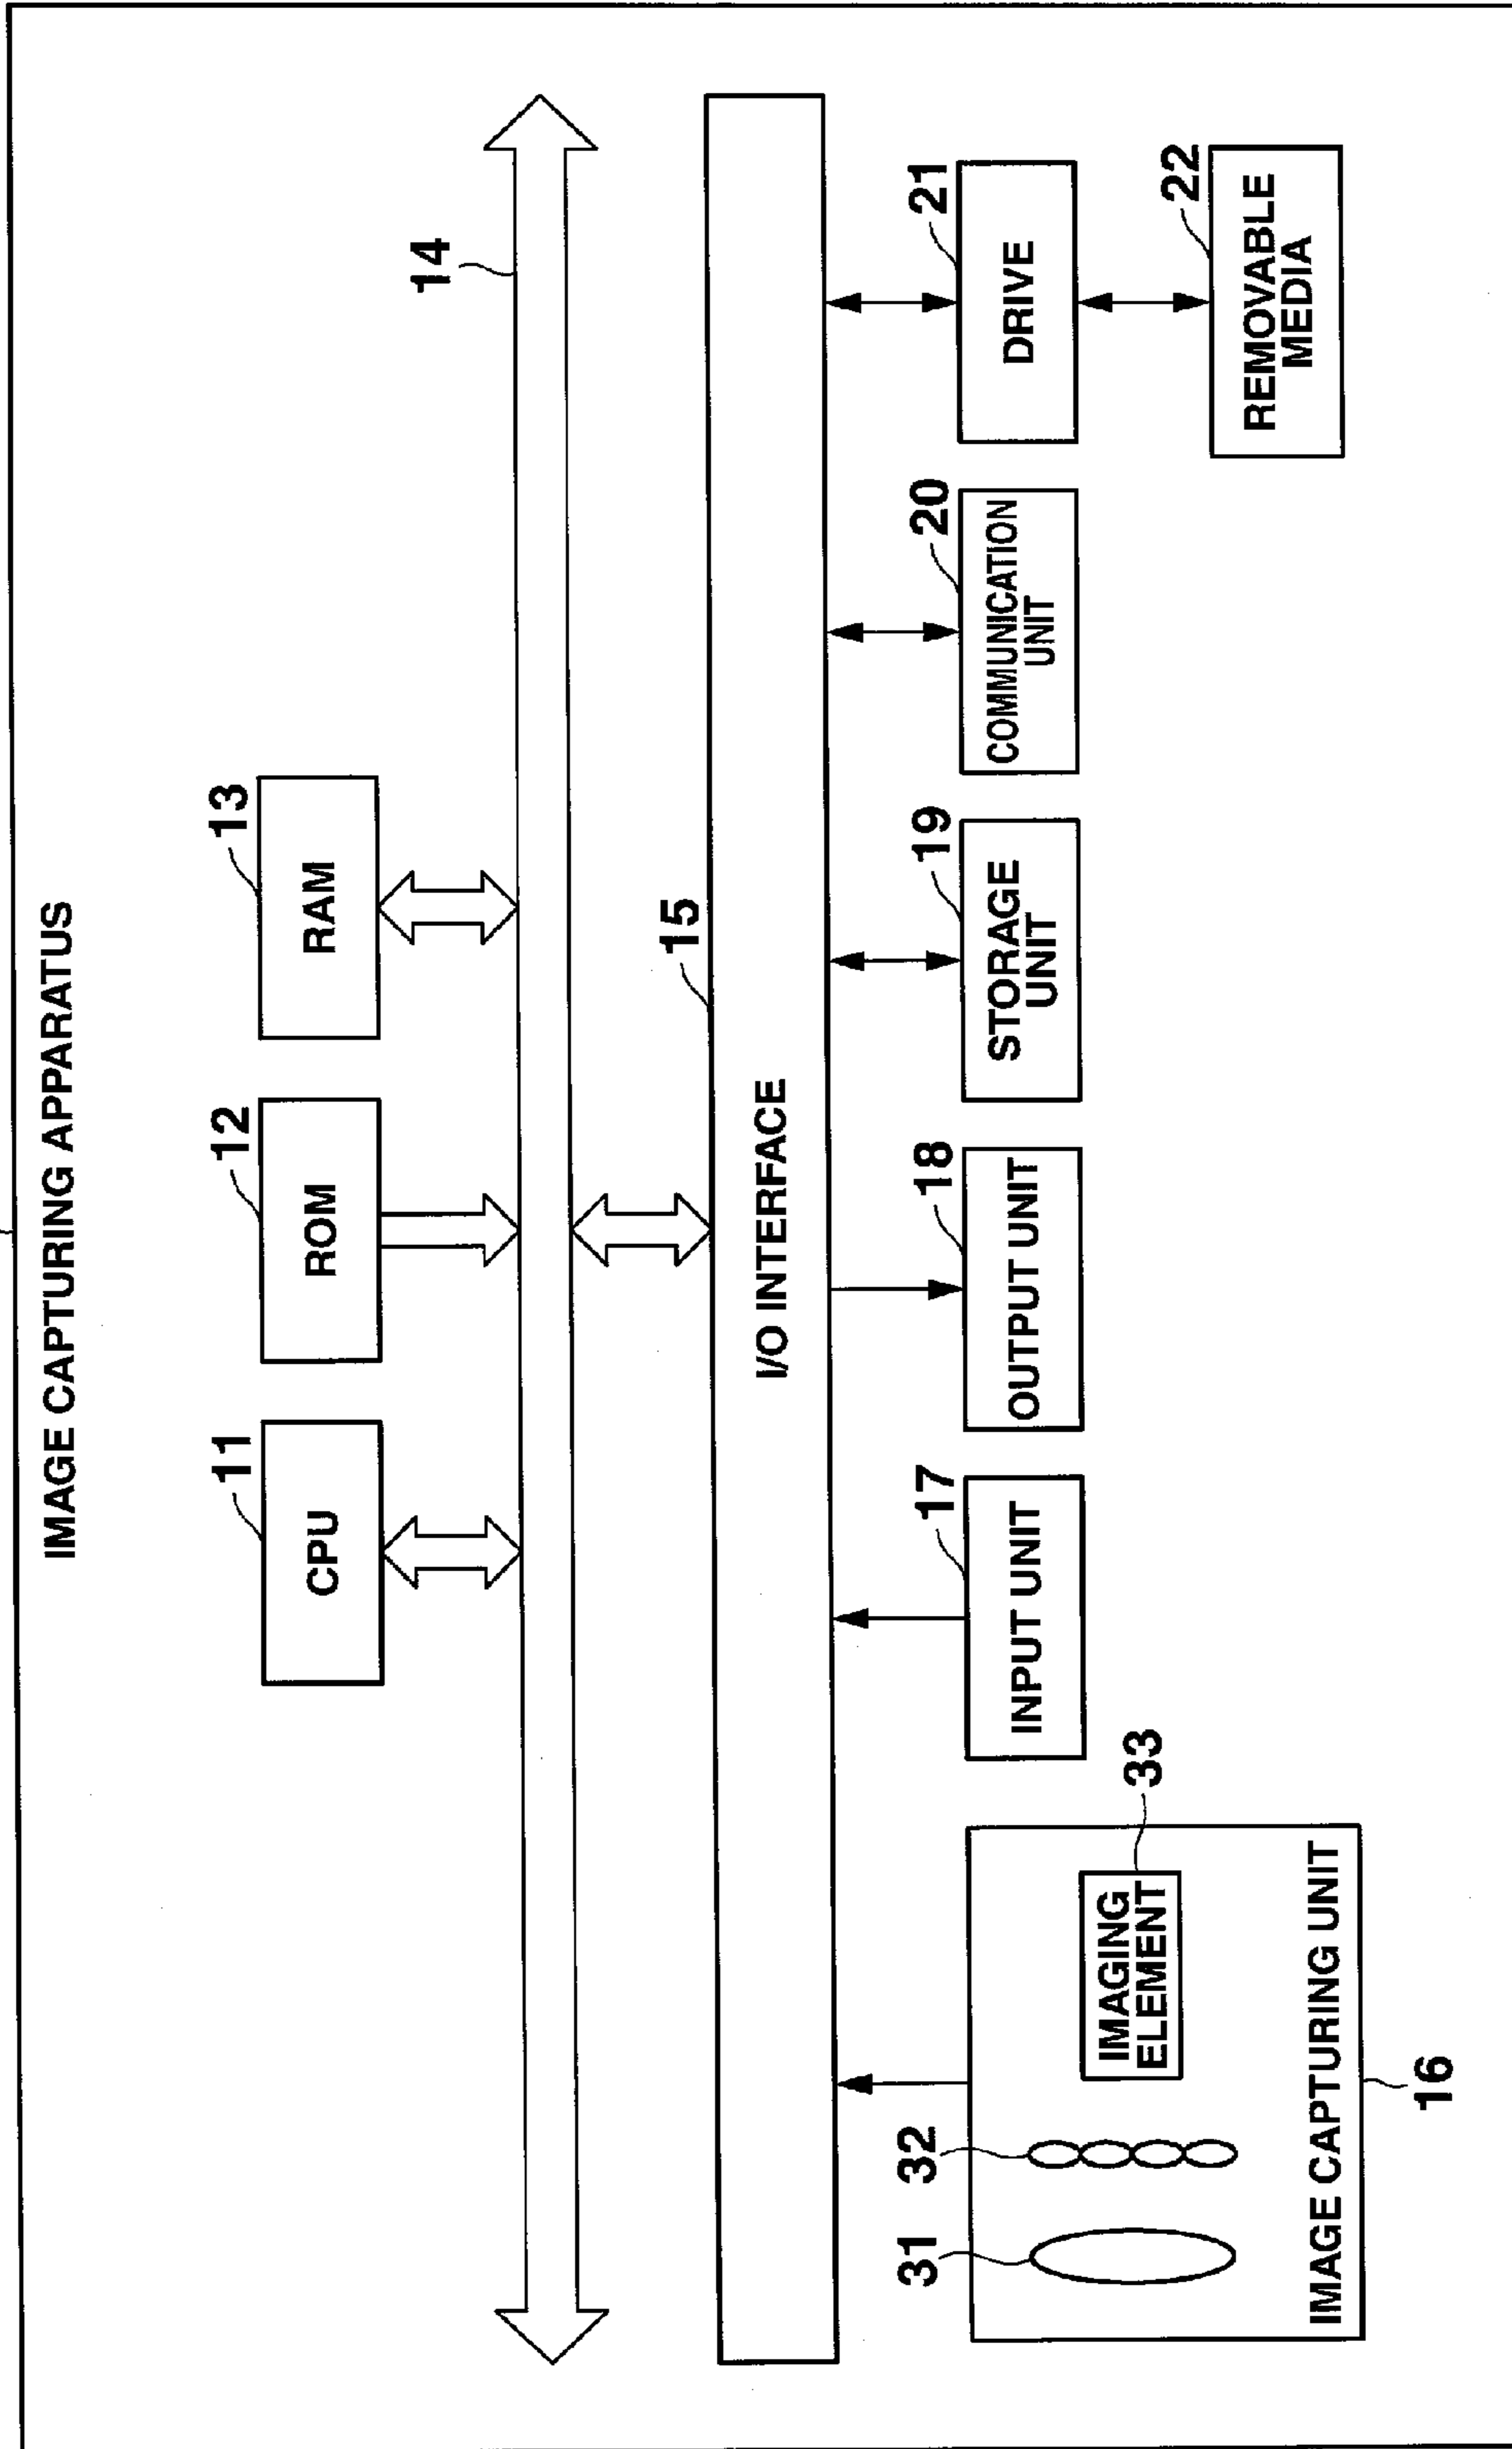 IMAGE CAPTURING APPARATUS
11
CPU
12
ROM
13
RAM
14
15
I/O INTERFACE
31
32
33
IMAGING
ELEMENT
IMAGE CAPTURING UNIT
16
17
INPUT UNIT
18
OUTPUT UNIT
19
STORAGE
UNIT
20
COMMUNICATION
UNIT
21
DRIVE
22
REMOVABLE
MEDIA